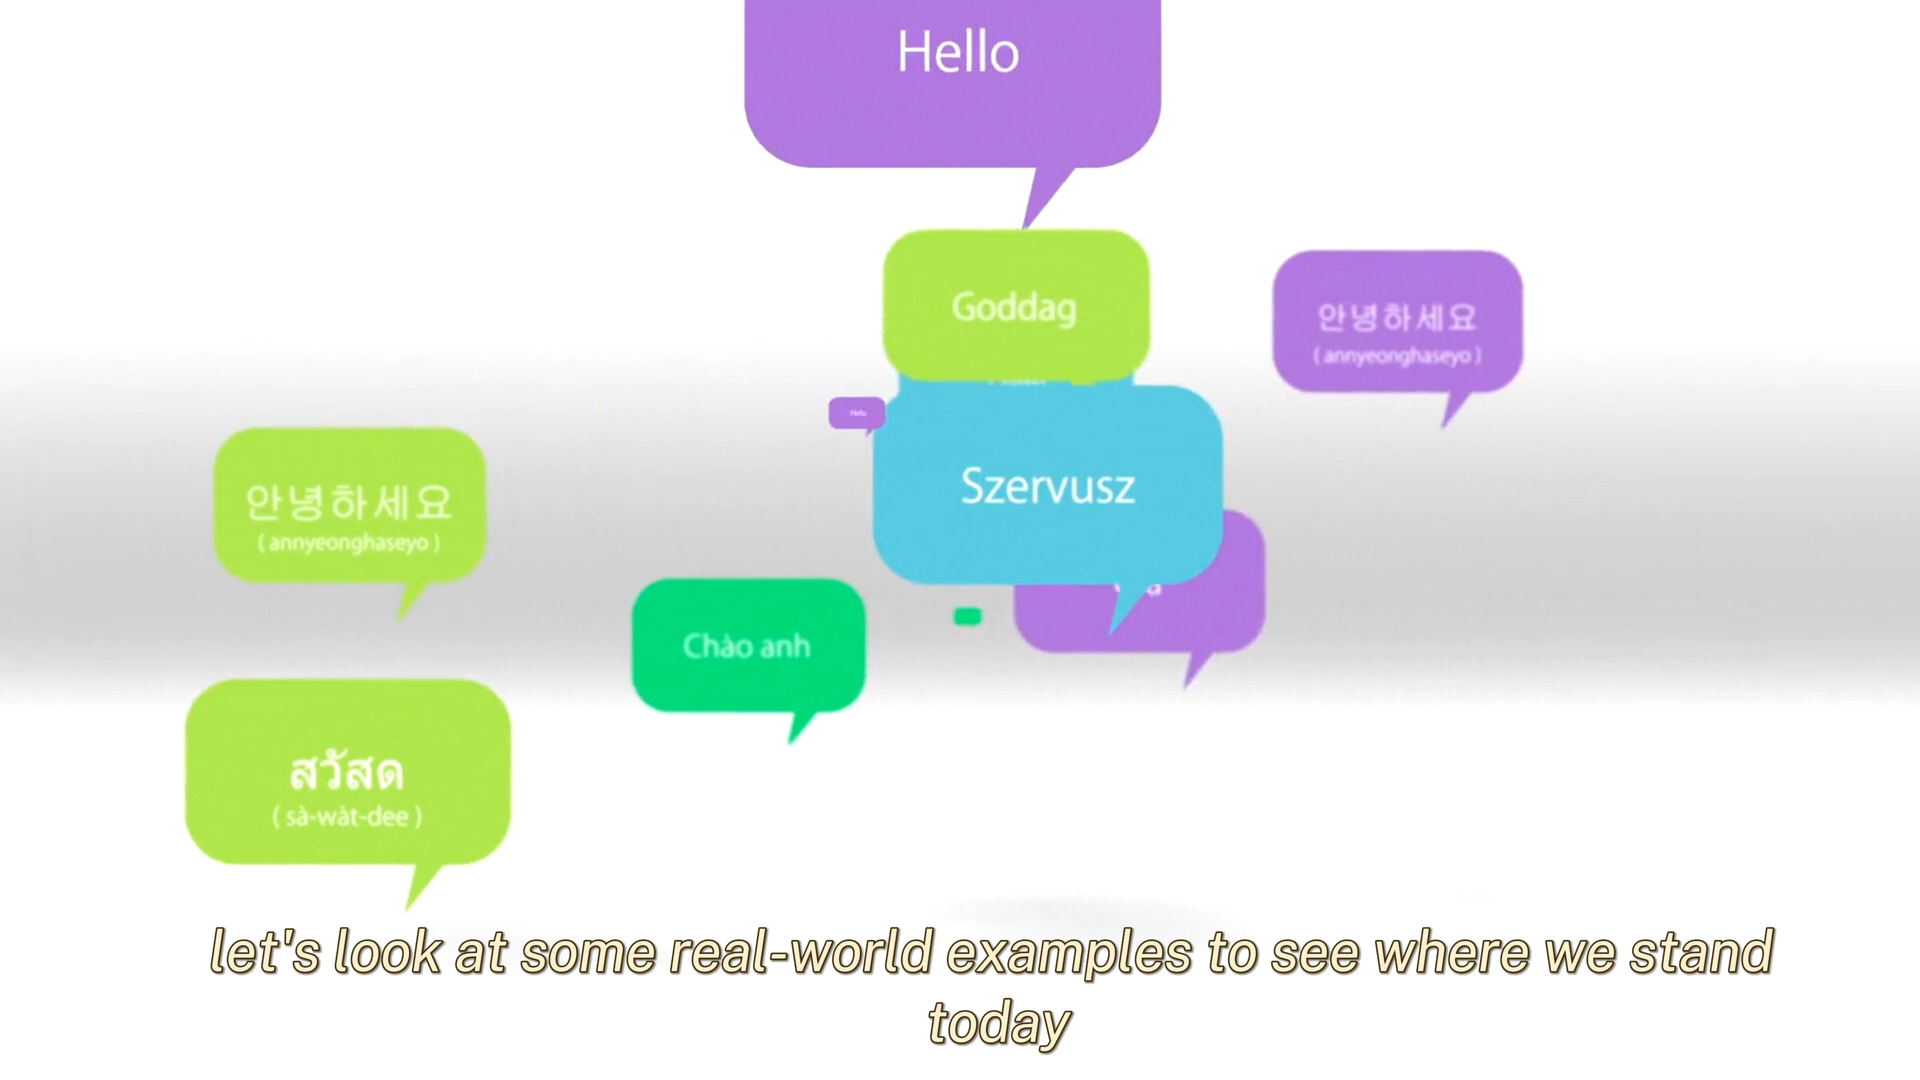 Hello
Goddag
안녕하세요
( annyeonghaseyo )
Hello
Szervusz
안녕하세요
( annyeonghaseyo )
Chào anh
สวัสด
( sà-wàt-dee )
let's look at some real-world examples to see where we stand
today